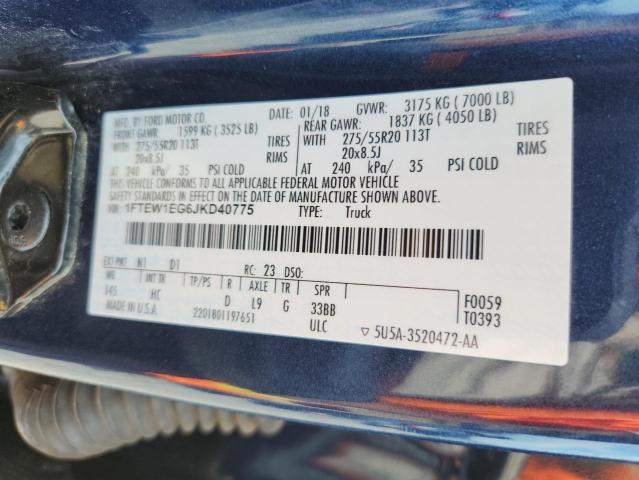 MFG. BY FORD MOTOR CO.
DATE: 01/18 GVWR: 3175 KG ( 7000 LB)
FRONT GAWR: 1599 KG ( 3525 LB) REAR GAWR: 1837 KG ( 4050 LB)
WITH 275/55R20 113T TIRES WITH 275/55R20 113T TIRES
20x8.5J RIMS 20x8.5J RIMS
AT 240 kPa/ 35 PSI COLD AT 240 kPa/ 35 PSI COLD
THIS VEHICLE CONFORMS TO ALL APPLICABLE FEDERAL MOTOR VEHICLE
SAFETY STANDARDS IN EFFECT ON THE DATE OF MANUFACTURE SHOWN ABOVE.
VIN: 1FTEW1EG6JKD40775 TYPE: Truck
EXT PNT: N1 D1 RC: 23 DSO:
WB INT TR TP/PS R AXLE TR SPR
145 HC D L9 G 33BB F0059
MADE IN U.S.A. 2201801197651 ULC T0393
▽ 5U5A-3520472-AA